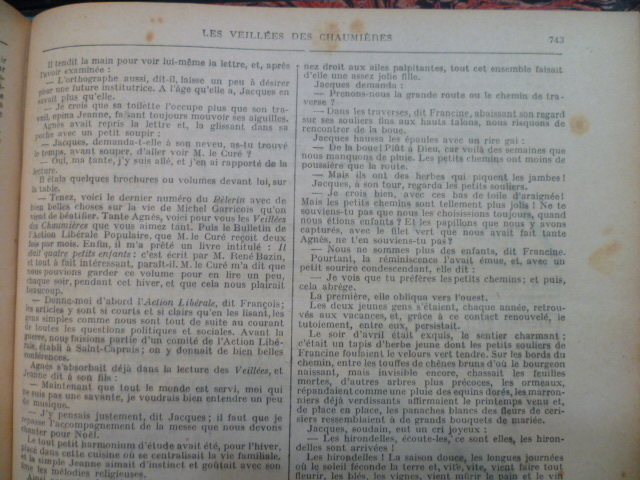 LES VEILLÉES DES CHAUMIÈRES
743
Il tendit la main pour voir lui-même la lettre, et, après
l'avoir examinée :
— L'orthographe aussi, dit-il, laisse un peu à désirer
pour une future institutrice. A l'âge qu'elle a, Jacques en
savait plus qu'elle.
— Je crois que sa toilette l'occupe plus que son tra-
vail, opina Jeanne, faisant toujours mouvoir ses aiguilles.
Agnès avait repris la lettre et, la glissant dans sa
poche avec un petit soupir :
— Jacques, demanda-t-elle à son neveu, as-tu trouvé
le temps, avant souper, d'aller voir M. le Curé ?
— Oui, ma tante, j'y suis allé, et j'en ai rapporté de la
lecture.
Il étala quelques brochures ou volumes devant lui, sur
la table.
— Tenez, voici le dernier numéro du Pèlerin avec de
bien belles choses sur la vie de Michel Garricoïs qu'on
vient de béatifier. Tante Agnès, voici pour vous les Veillées
des Chaumières que vous aimez tant. Puis le Bulletin de
l'Action Libérale Populaire, que M. le Curé reçoit deux
fois par mois. Enfin, il m'a prêté un livre intitulé : Il
était quatre petits enfants : c'est écrit par M. René Bazin,
et tout à fait intéressant, paraît-il. M. le Curé m'a dit que
nous pouvions garder ce volume pour en lire un peu,
chaque soir, pendant cet hiver, et que cela nous plairait
beaucoup.
— Donne-moi d'abord l'Action Libérale, dit François ;
les articles y sont si courts et si clairs qu'en les lisant, les
gens simples comme nous sont tout de suite au courant
de toutes les questions politiques et sociales. Avant la
guerre, nous faisions partie d'un comité de l'Action Libé-
rale, établi à Saint-Caprais ; on y donnait de bien belles
conférences.
Agnès s'absorbait déjà dans la lecture des Veillées, et
Jeanne dit à son fils :
— Maintenant que tout le monde est servi, moi qui
ne suis pas une savante, je voudrais bien entendre un peu
de musique.
— J'y pensais justement, dit Jacques ; il faut que je
repasse l'accompagnement de la messe que nous devons
chanter pour Noël.
Le tout petit harmonium d'étude avait été, pour l'hiver,
placé dans cette cuisine où se centralisait la vie familiale.
la simple Jeanne aimait d'instinct et goûtait avec son
les mélodies religieuses.
nez droit aux ailes palpitantes, tout cet ensemble faisait
d'elle une assez jolie fille.
Jacques demanda :
— Prenons-nous la grande route ou le chemin de tra-
verse ?
— Dans les traverses, dit Francine, abaissant son regard
sur ses souliers fins aux hauts talons, nous risquons de
rencontrer de la boue.
Jacques haussa les épaules avec un rire gai :
— De la boue! Plût à Dieu, car voilà des semaines que
nous manquons de pluie. Les petits chemins ont moins de
poussière que la route.
— Mais ils ont des herbes qui piquent les jambes !
Jacques, à son tour, regarda les petits souliers.
— Je crois bien, avec ces bas de toile d'araignée!
Mais les petits chemins sont tellement plus jolis ! Ne te
souviens-tu pas que nous les choisissions toujours, quand
nous étions enfants ? Et les papillons que nous y avons
capturés, avec le filet vert que nous avait fait tante
Agnès, ne t'en souviens-tu pas ?
— Nous ne sommes plus des enfants, dit Francine.
Pourtant, la réminiscence l'avait émue, et, avec un
petit sourire condescendant, elle dit :
— Je vois que tu préfères les petits chemins ; et puis,
cela abrège.
La première, elle obliqua vers l'ouest.
Les deux jeunes gens s'étaient, chaque année, retrou-
vés aux vacances, et, grâce à ce contact renouvelé, le
tutoiement, entre eux, persistait.
Le soir d'avril était exquis, le sentier charmant ;
c'était un tapis d'herbe jeune dont les petits souliers de
Francine foulaient le velours vert tendre. Sur les bords du
chemin, entre les touffes de chênes bruns d'où le bourgeon
naissant, mais invisible encore, chassait les feuilles
mortes, d'autres arbres plus précoces, les ormeaux,
répandaient comme une pluie des équins dorés, les marron-
niers déjà verdissants affirmaient le printemps venu et,
de place en place, les panaches blancs des fleurs de ceri-
siers ressemblaient à de grands bouquets de mariée.
Jacques, soudain, eut un cri joyeux :
— Les hirondelles, écoute-les, ce sont elles, les hiron-
delles sont arrivées !
Les hirondelles ! La saison douce, les longues journées
où le soleil féconde la terre et, vite, vite, vient faire tout
fleurir, les blés, les vignes, vient mûrir le pain et le vin